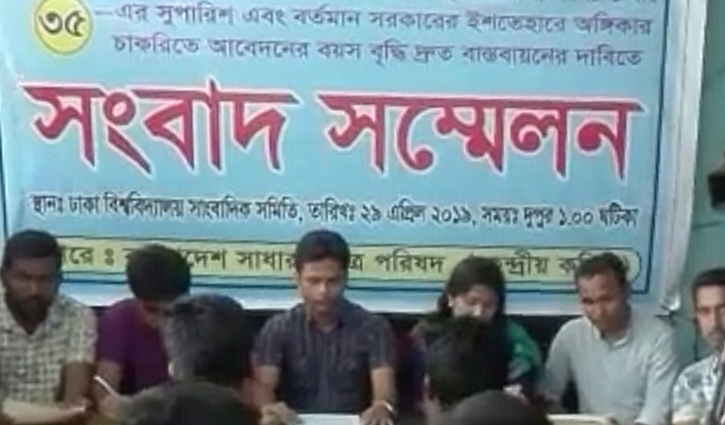 ৩৫ -এর সুপারিশ এবং বর্তমান সরকারের ইশতেহারে অঙ্গিকার
চাকরিতে আবেদনের বয়স বৃদ্ধি দ্রুত বাস্তবায়নের দাবিতে
সংবাদ সম্মেলন
স্থানঃ ঢাকা বিশ্ববিদ্যালয় সাংবাদিক সমিতি, তারিখঃ ২৯ এপ্রিল ২০১৯, সময়ঃ দুপুর ১.০০ ঘটিকা
সাধারণ পরিষদ